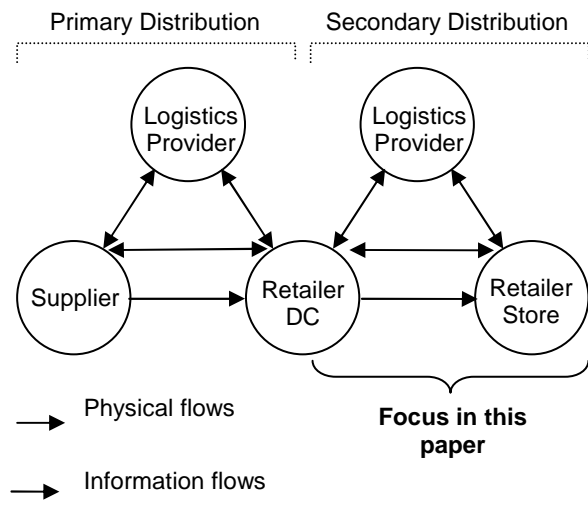 Primary Distribution
Secondary Distribution
Logistics
Provider
Logistics
Provider
Supplier
Retailer
DC
Retailer
Store
Physical flows
Focus in this
paper
Information flows